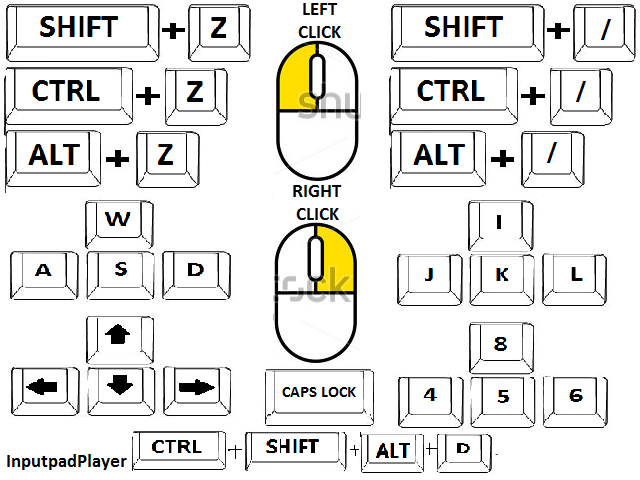 SHIFT + Z
CTRL + Z
ALT + Z
LEFT
CLICK
SHIFT + /
CTRL + /
ALT + /
RIGHT
CLICK
W
A S D
I
J K L
8
4 5 6
CAPS LOCK
InputpadPlayer CTRL + SHIFT + ALT + D